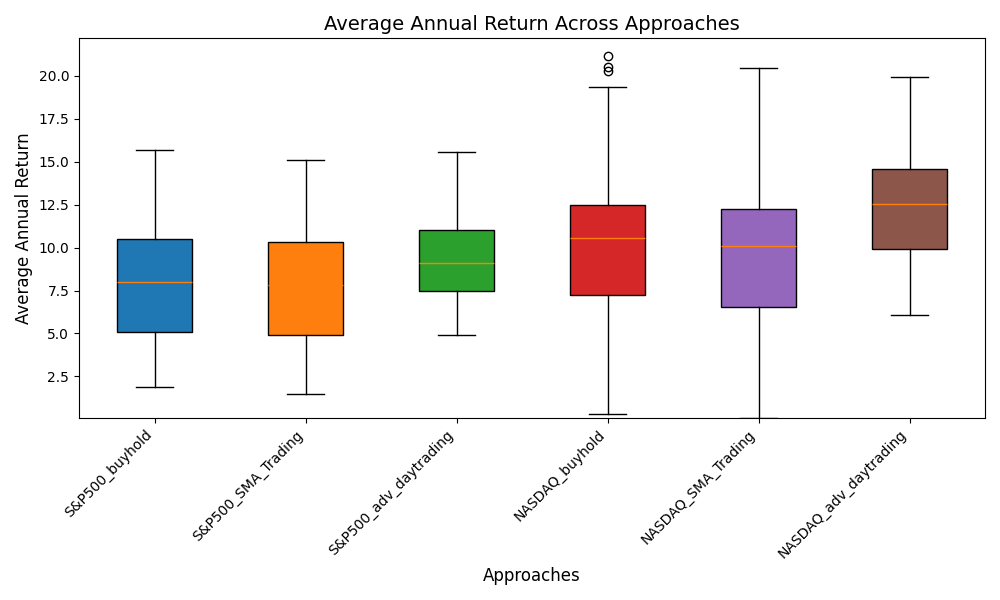 Average Annual Return Across Approaches
Average Annual Return
20.0
17.5
15.0
12.5
10.0
7.5
5.0
2.5
S&P500_buyhold
S&P500_SMA_Trading
S&P500_adv_daytrading
NASDAQ_buyhold
NASDAQ_SMA_Trading
NASDAQ_adv_daytrading
Approaches